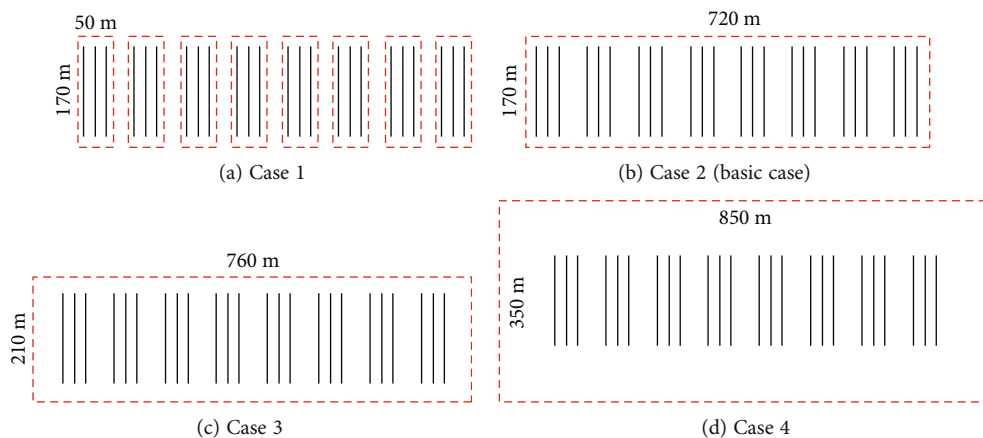 50 m
170 m
(a) Case 1
720 m
170 m
(b) Case 2 (basic case)
760 m
210 m
(c) Case 3
850 m
350 m
(d) Case 4